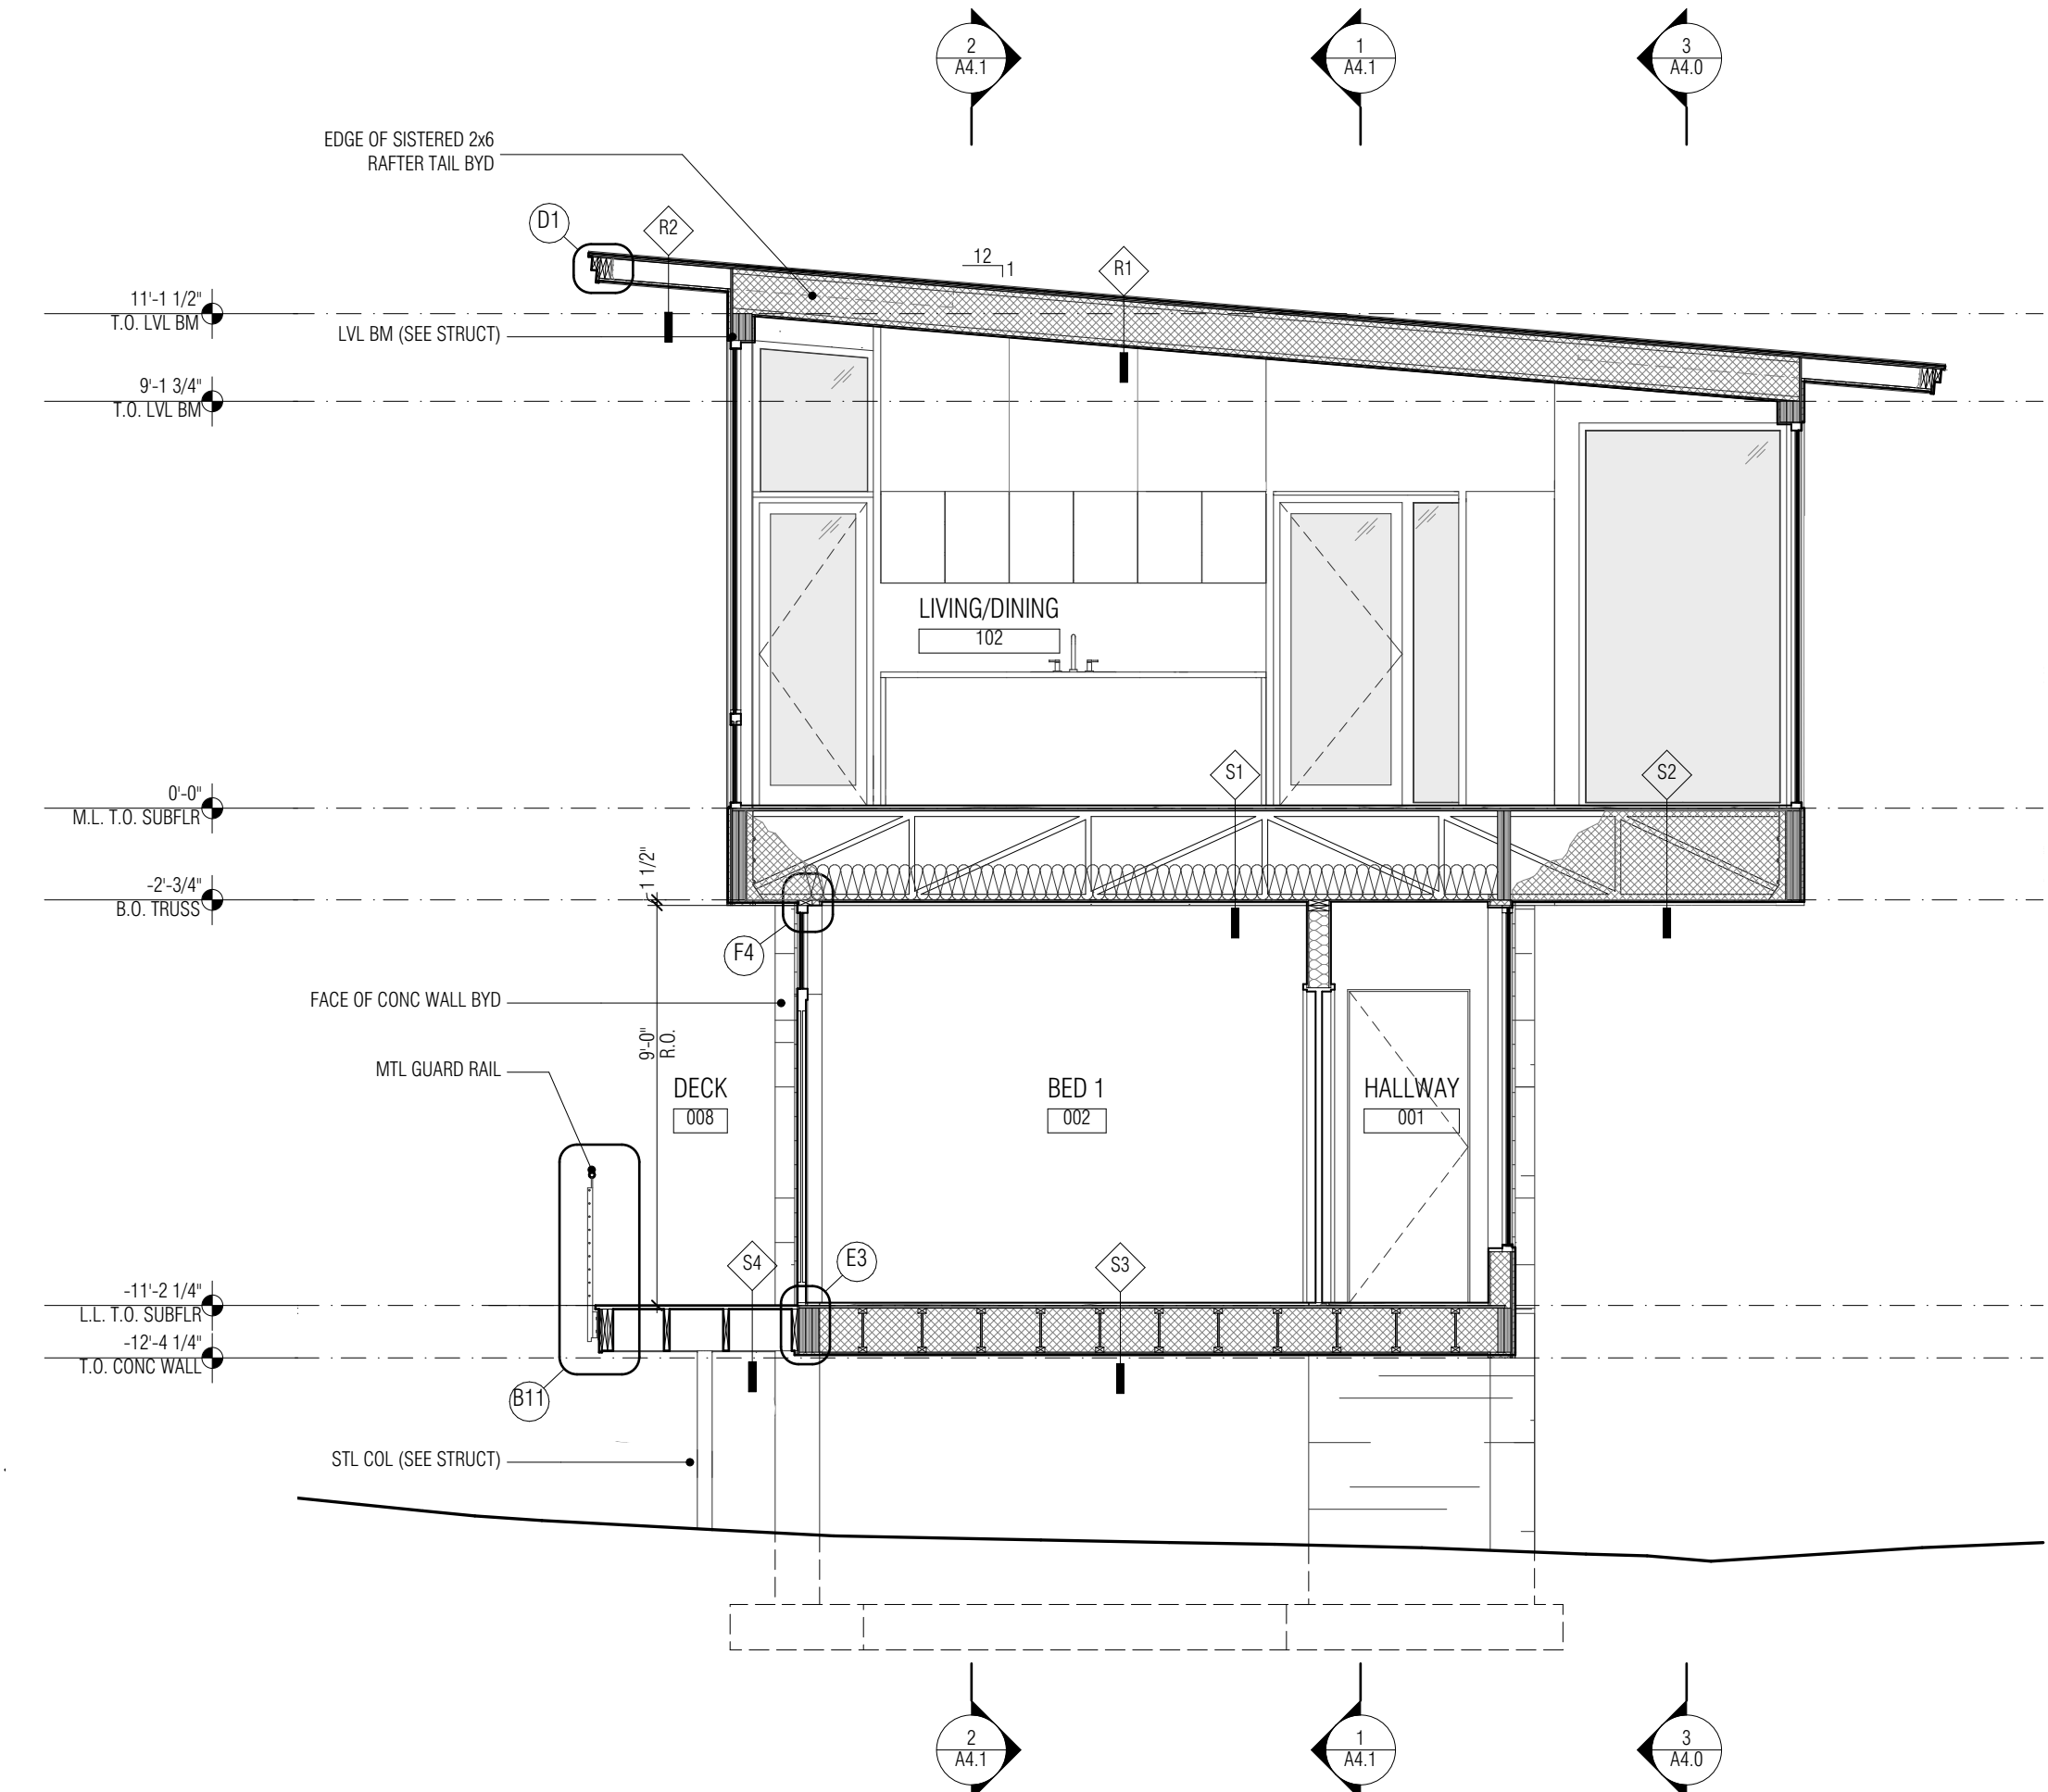 2
A4.1
1
A4.1
3
A4.0
EDGE OF SISTERED 2x6
RAFTER TAIL BYD
D1
R2
12
1
R1
11'-1 1/2"
T.O. LVL BM
LVL BM (SEE STRUCT)
9'-1 3/4"
T.O. LVL BM
LIVING/DINING
102
S1
S2
0'-0"
M.L. T.O. SUBFLR
1 1/2"
-2'-3/4"
B.O. TRUSS
F4
FACE OF CONC WALL BYD
9'-0"
R.O.
MTL GUARD RAIL
DECK
008
BED 1
002
HALLWAY
001
S4
E3
S3
-11'-2 1/4"
L.L. T.O. SUBFLR
-12'-4 1/4"
T.O. CONC WALL
B11
STL COL (SEE STRUCT)
2
A4.1
1
A4.1
3
A4.0